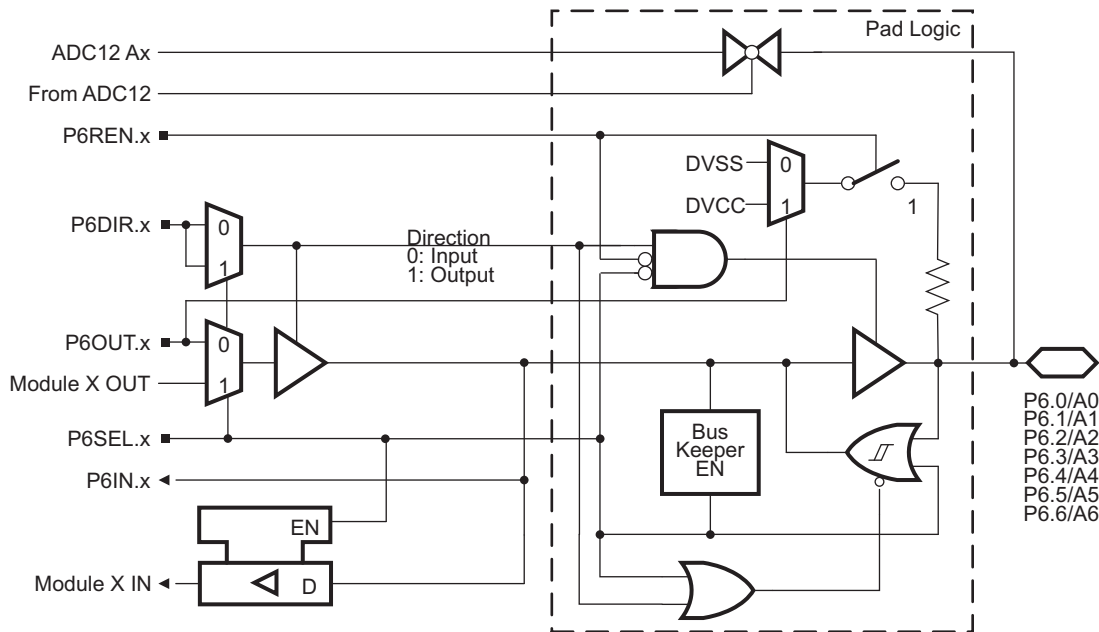 Pad Logic
ADC12 Ax
From ADC12
P6REN.x
DVSS
0
DVCC
1
1
P6DIR.x
0
1
Direction
0: Input
1: Output
P6OUT.x
0
Module X OUT
1
P6SEL.x
Bus
Keeper
EN
P6IN.x
EN
Module X IN
D
P6.0/A0
P6.1/A1
P6.2/A2
P6.3/A3
P6.4/A4
P6.5/A5
P6.6/A6